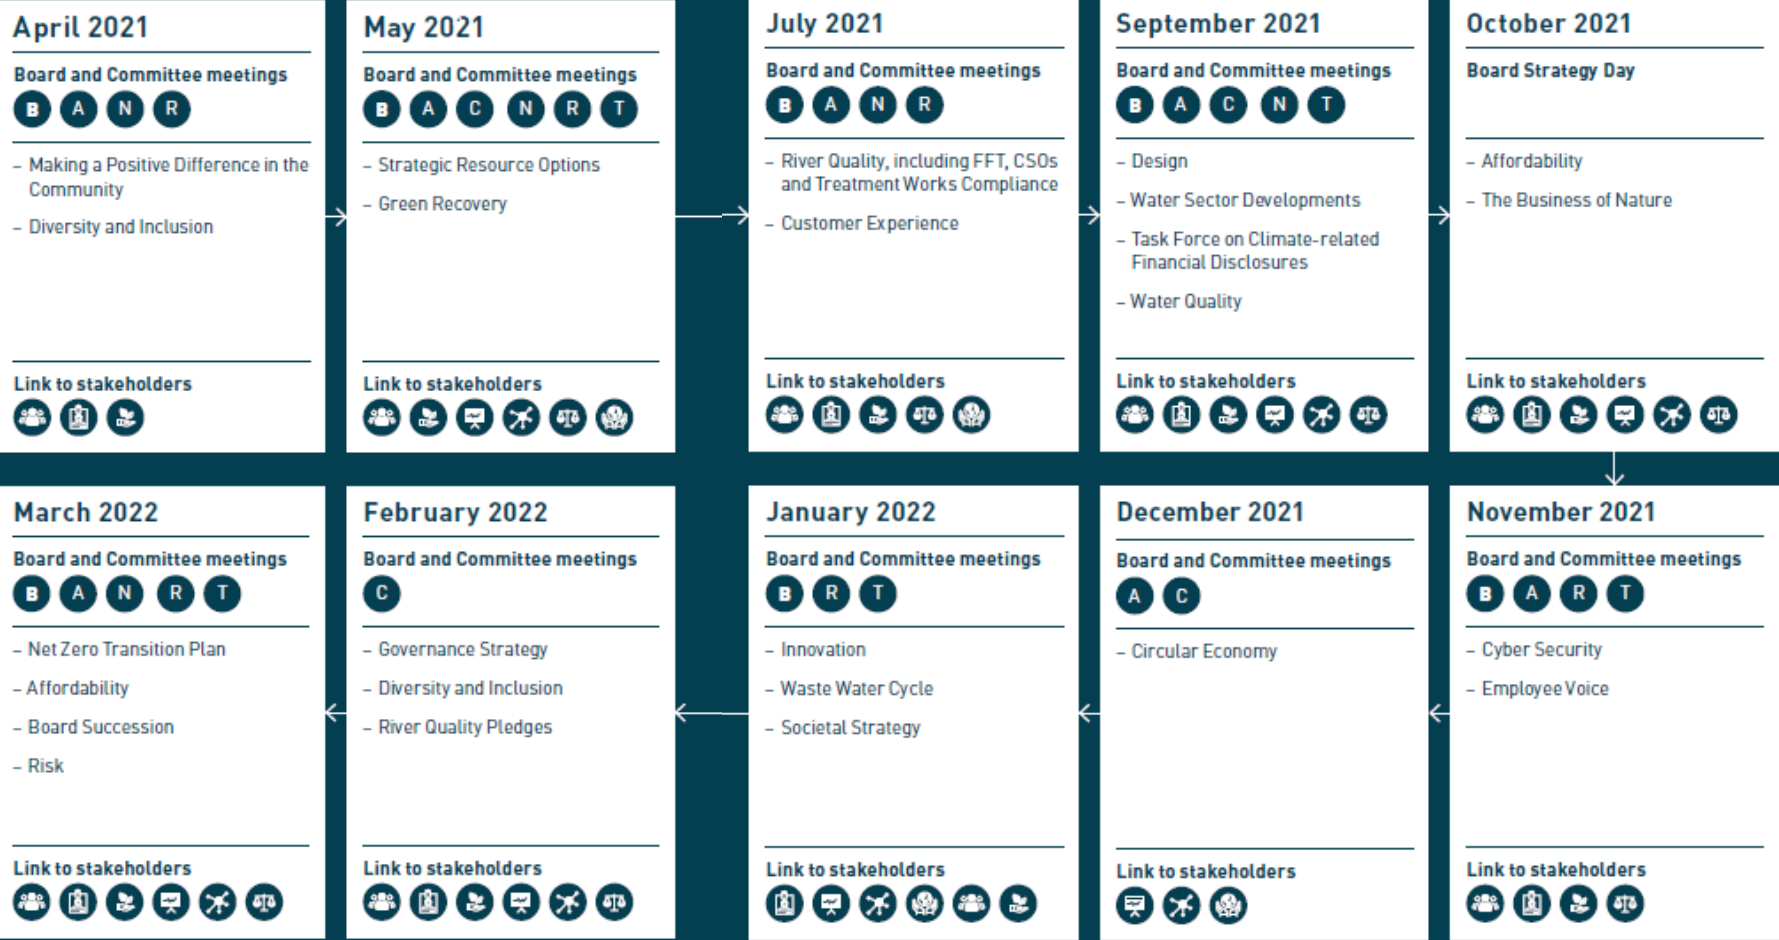 April 2021
Board and Committee meetings
B A N R
– Making a Positive Difference in the
Community
– Diversity and Inclusion
Link to stakeholders
May 2021
Board and Committee meetings
B A C N R T
– Strategic Resource Options
– Green Recovery
Link to stakeholders
July 2021
Board and Committee meetings
B A N R
– River Quality, including FFT, CSOs
and Treatment Works Compliance
– Customer Experience
Link to stakeholders
September 2021
Board and Committee meetings
B A C N T
– Design
– Water Sector Developments
– Task Force on Climate-related
Financial Disclosures
– Water Quality
Link to stakeholders
October 2021
Board Strategy Day
– Affordability
– The Business of Nature
Link to stakeholders
March 2022
Board and Committee meetings
B A N R T
– Net Zero Transition Plan
– Affordability
– Board Succession
– Risk
Link to stakeholders
February 2022
Board and Committee meetings
C
– Governance Strategy
– Diversity and Inclusion
– River Quality Pledges
Link to stakeholders
January 2022
Board and Committee meetings
B R T
– Innovation
– Waste Water Cycle
– Societal Strategy
Link to stakeholders
December 2021
Board and Committee meetings
A C
– Circular Economy
Link to stakeholders
November 2021
Board and Committee meetings
B A R T
– Cyber Security
– Employee Voice
Link to stakeholders